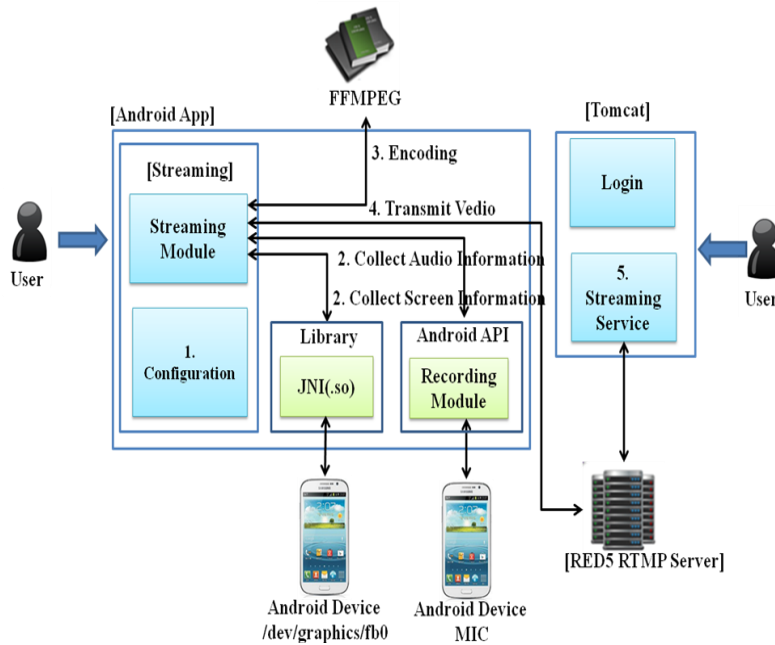 FFMPEG
[Android App]
[Tomcat]
3. Encoding
[Streaming]
Login
Streaming
Module
4. Transmit Vedio
User
2. Collect Audio Information
5.
Streaming
Service
User
2. Collect Screen Information
1.
Configuration
Library
JNI(.so)
Android API
Recording
Module
[RED5 RTMP Server]
Android Device
/dev/graphics/fb0
Android Device
MIC